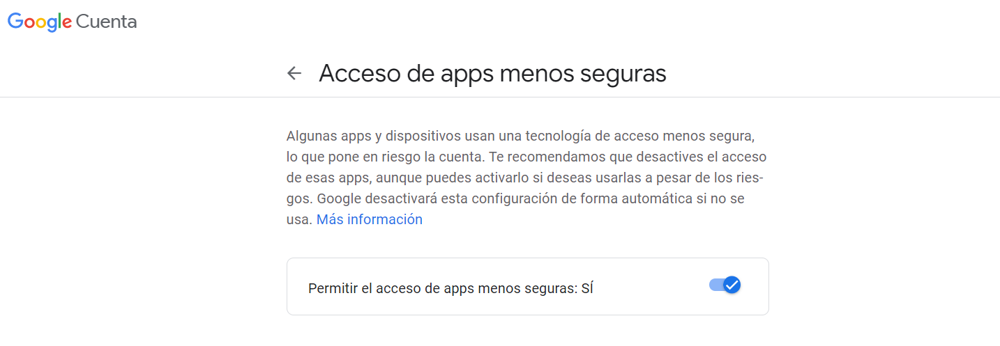 Google Cuenta
Acceso de apps menos seguras
Algunas apps y dispositivos usan una tecnología de acceso menos segura,
lo que pone en riesgo la cuenta. Te recomendamos que desactives el acceso
de esas apps, aunque puedes activarlo si deseas usarlas a pesar de los ries-
gos. Google desactivará esta configuración de forma automática si no se
usa. Más información
Permitir el acceso de apps menos seguras: SÍ